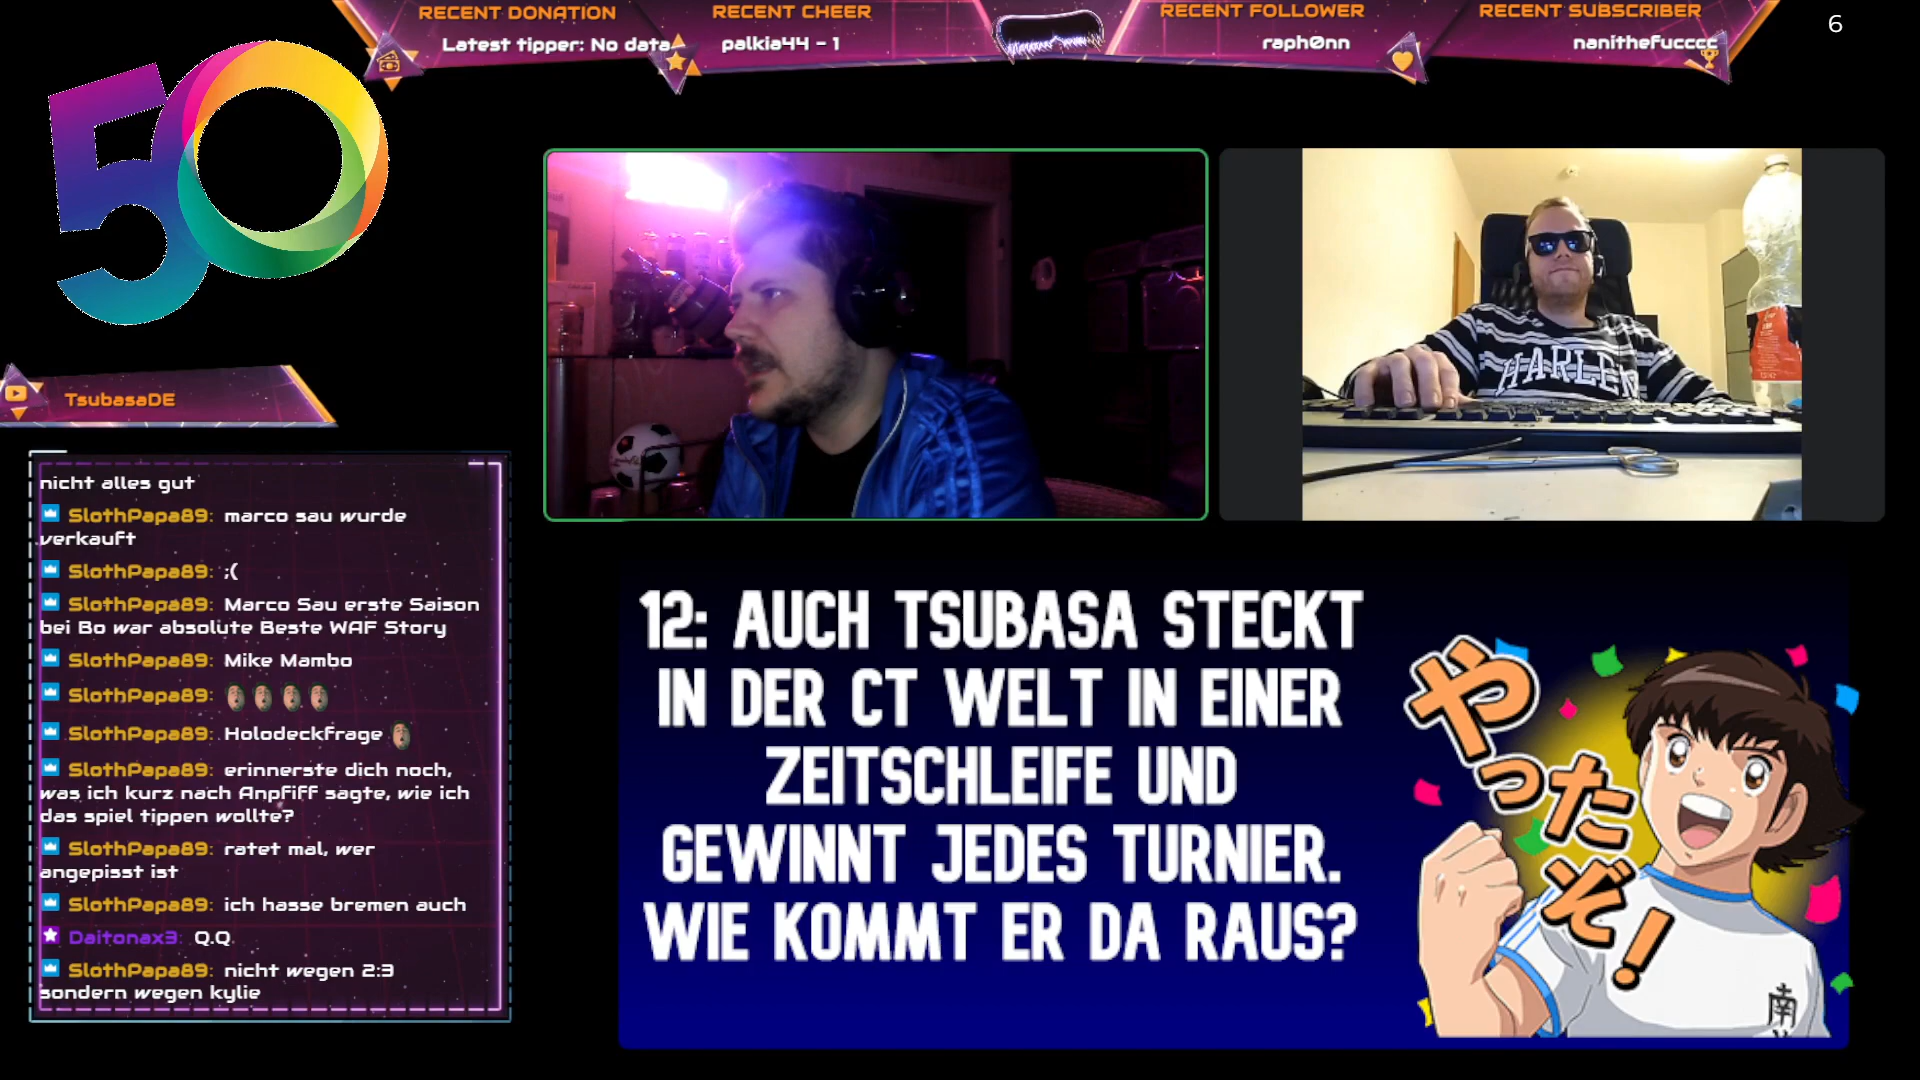 RECENT DONATION
Latest tipper: No data
RECENT CHEER
palkia44 - 1
RECENT FOLLOWER
raph0nn
RECENT SUBSCRIBER
nanithefucccc
6
50
TsubasaDE
nicht alles gut
SlothPapa89: marco sau wurde
verkauft
SlothPapa89: ;(
SlothPapa89: Marco Sau erste Saison
bei Bo war absolute Beste WAF Story
SlothPapa89: Mike Mambo
SlothPapa89:
SlothPapa89: Holodeckfrage
SlothPapa89: erinnerste dich noch,
was ich kurz nach Anpfiff sagte, wie ich
das spiel tippen wollte?
SlothPapa89: ratet mal, wer
angepisst ist
SlothPapa89: ich hasse bremen auch
Daitonax3: Q.Q
SlothPapa89: nicht wegen 2:3
sondern wegen kylie
HARLEM
12: AUCH TSUBASA STECKT
IN DER CT WELT IN EINER
ZEITSCHLEIFE UND
GEWINNT JEDES TURNIER.
WIE KOMMT ER DA RAUS?
やったぞ!
南